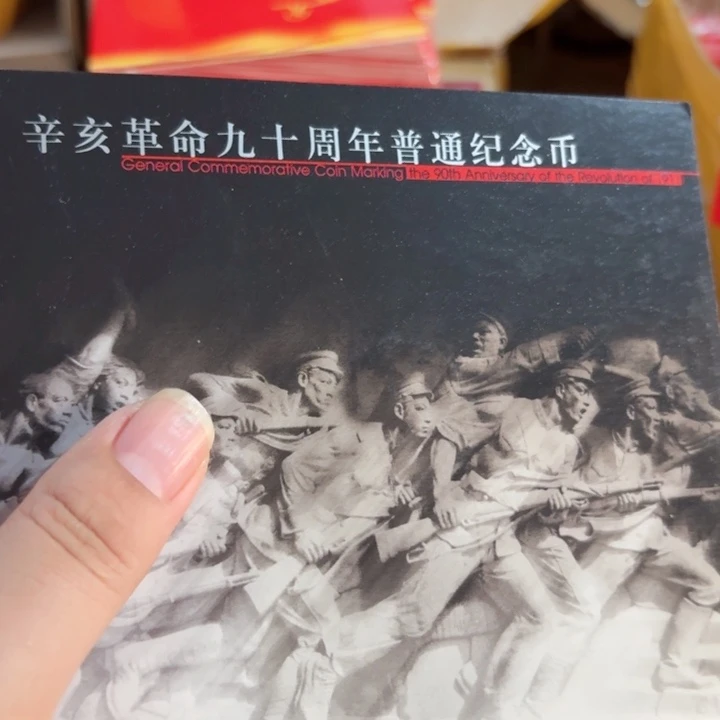 辛亥革命九十周年普通纪念币
General Commemorative Coin Marking the 90th Anniversary of the Revolution of 1911